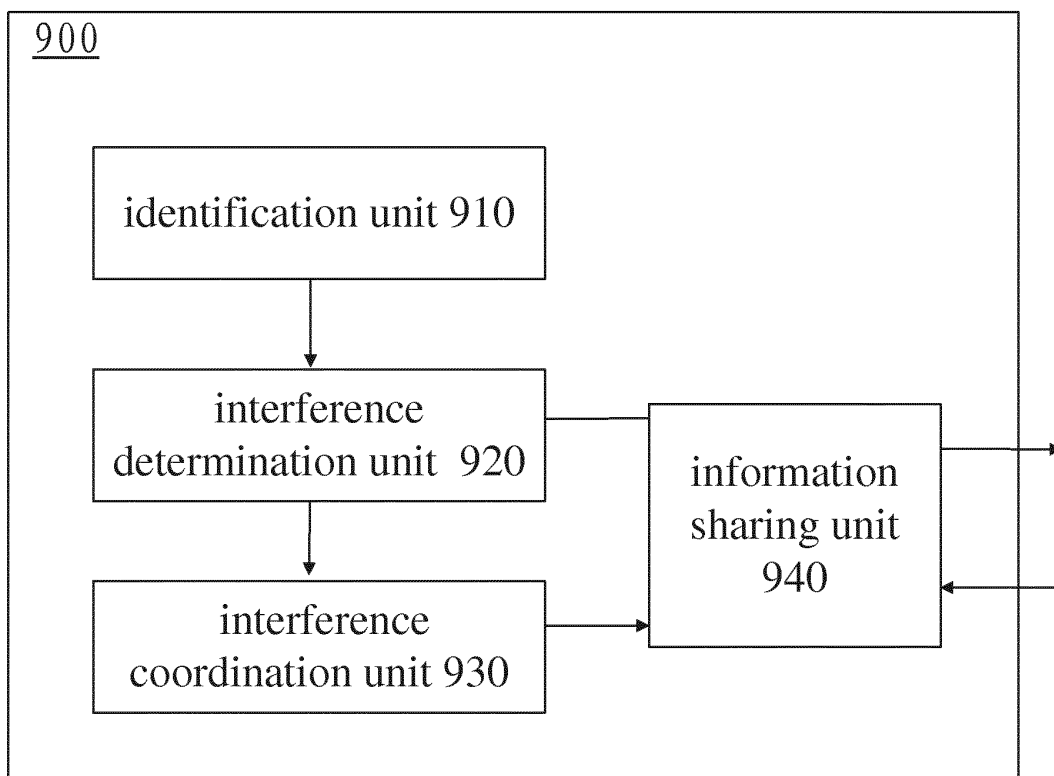 900
identification unit 910
interference
determination unit 920
information
sharing unit
940
interference
coordination unit 930